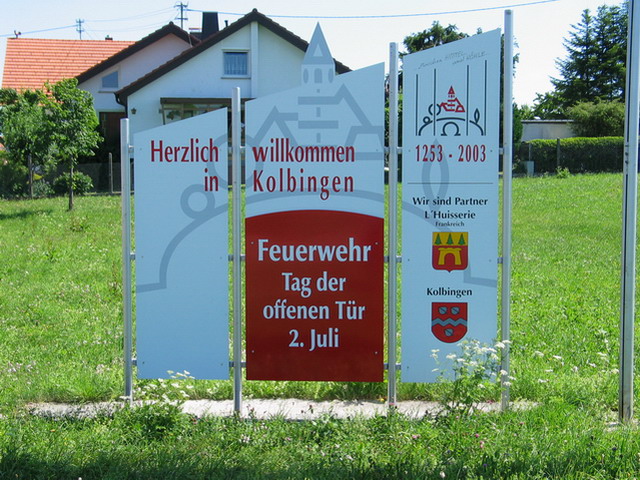 Herzlich willkommen
in Kolbingen
Feuerwehr
Tag der
offenen Tür
2. Juli
1253 - 2003
Wir sind Partner
L'Huisserie
Frankreich
Kolbingen